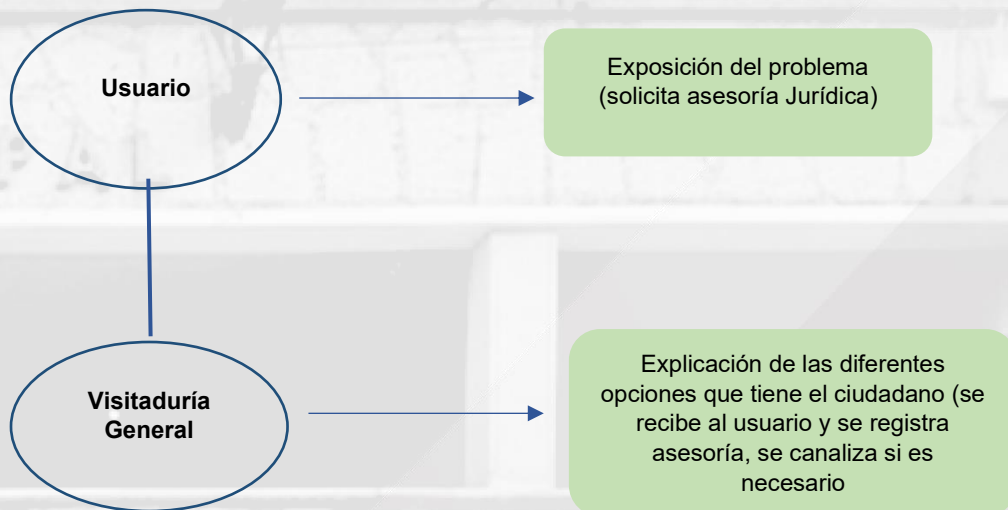 Usuario
Exposición del problema
(solicita asesoría Jurídica)
Visitaduría
General
Explicación de las diferentes
opciones que tiene el ciudadano (se
recibe al usuario y se registra
asesoría, se canaliza si es
necesario